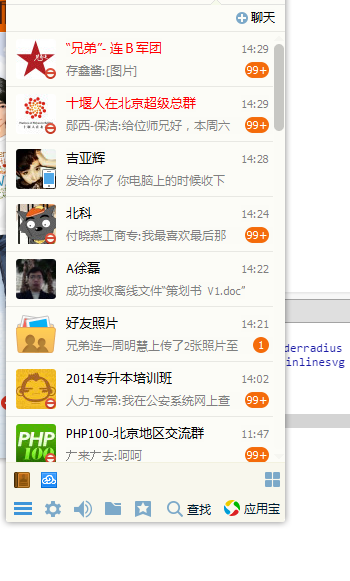 聊天
“兄弟”- 连B军团 14:29
存鑫酱:[图片] 99+
十堰人在北京超级总群 14:29
郧西-保洁:给位师兄好，本周六 99+
吉亚辉 14:28
发给你了 你电脑上的时候收下
北科 14:24
付晓燕工商专:我最喜欢最后那 99+
A徐磊 14:22
成功接收离线文件“策划书 V1.doc”
好友照片 14:21
兄弟连—周明慧上传了2张照片至 1
derradius
inlinesvg
2014专升本培训班 14:02
人力-常常:我在公安系统网上查 99+
PHP100-北京地区交流群 11:47
PHP
100
:呵呵 99+
查找 应用宝